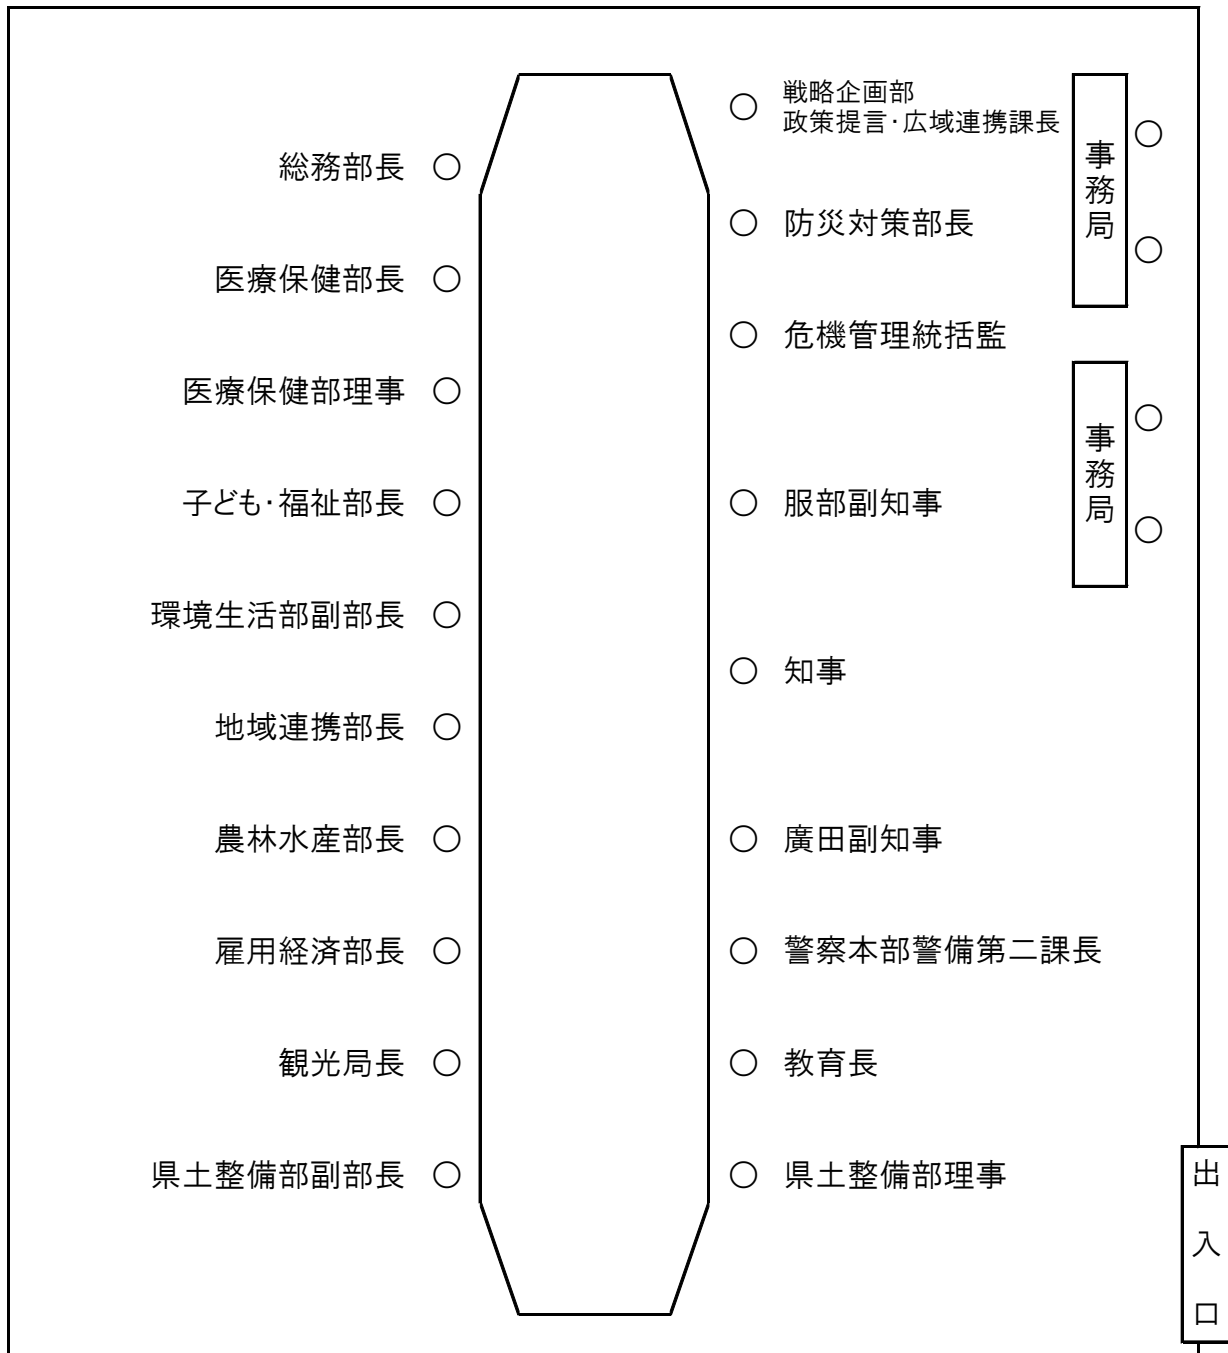 総務部長
医療保健部長
医療保健部理事
子ども・福祉部長
環境生活部副部長
地域連携部長
農林水産部長
雇用経済部長
観光局長
県土整備部副部長
戦略企画部
政策提言・広域連携課長
防災対策部長
危機管理統括監
服部副知事
知事
廣田副知事
警察本部警備第二課長
教育長
県土整備部理事
事務局
事務局
出入口